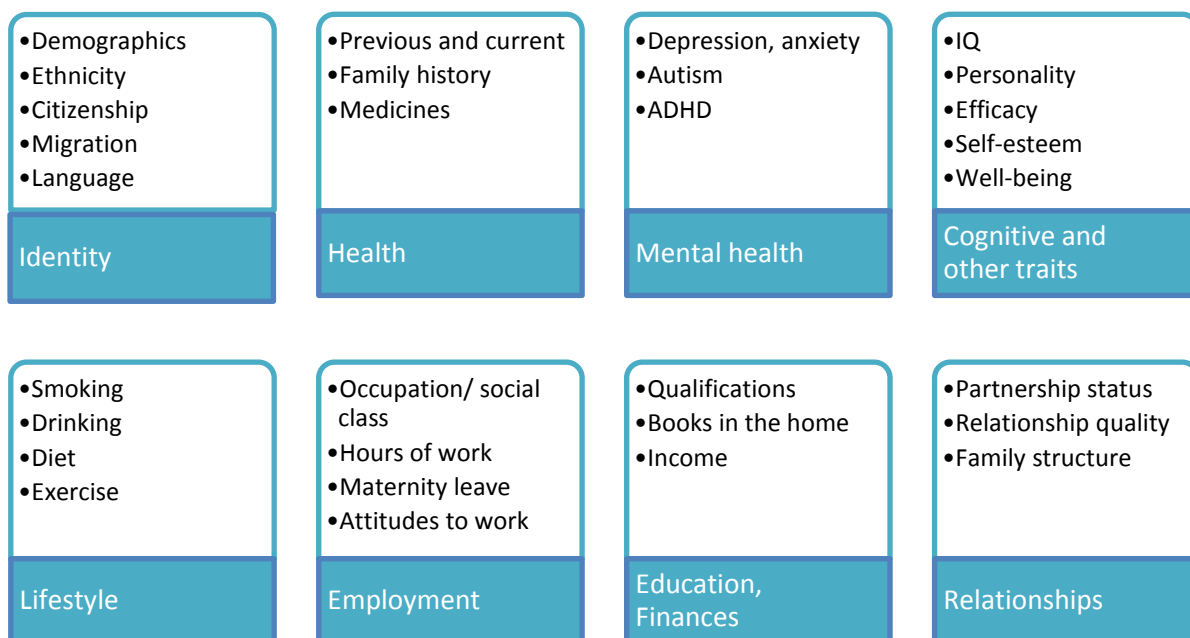 •Demographics
•Ethnicity
•Citizenship
•Migration
•Language
Identity
•Previous and current
•Family history
•Medicines
Health
•Depression, anxiety
•Autism
•ADHD
Mental health
•IQ
•Personality
•Efficacy
•Self-esteem
•Well-being
Cognitive and
other traits
•Smoking
•Drinking
•Diet
•Exercise
Lifestyle
•Occupation/ social
class
•Hours of work
•Maternity leave
•Attitudes to work
Employment
•Qualifications
•Books in the home
•Income
Education,
Finances
•Partnership status
•Relationship quality
•Family structure
Relationships